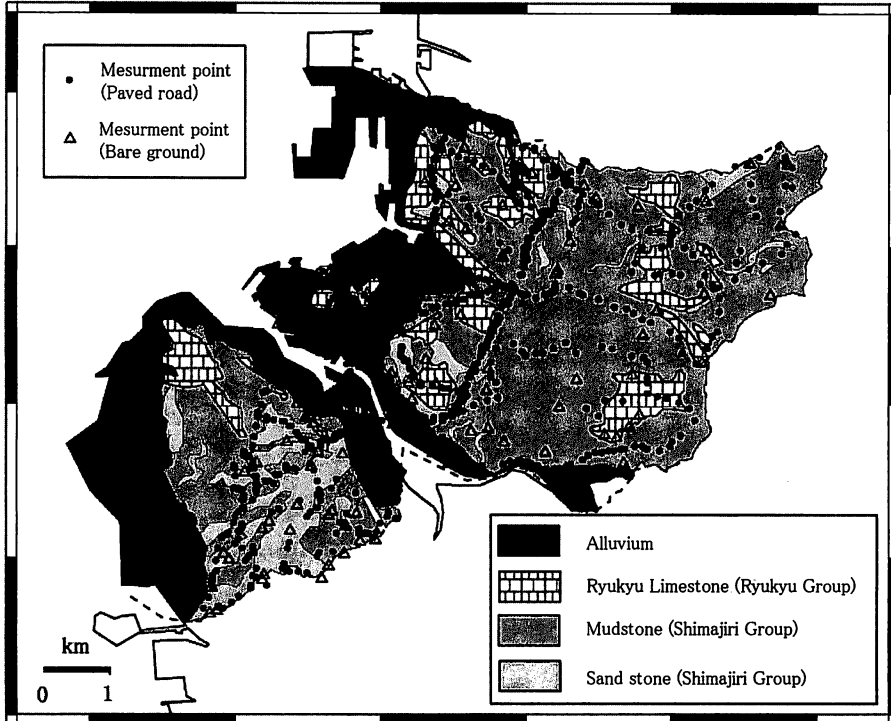 Mesurment point
(Paved road)
Mesurment point
(Bare ground)
Alluvium
Ryukyu Limestone (Ryukyu Group)
Mudstone (Shimajiri Group)
Sand stone (Shimajiri Group)
km
0 1